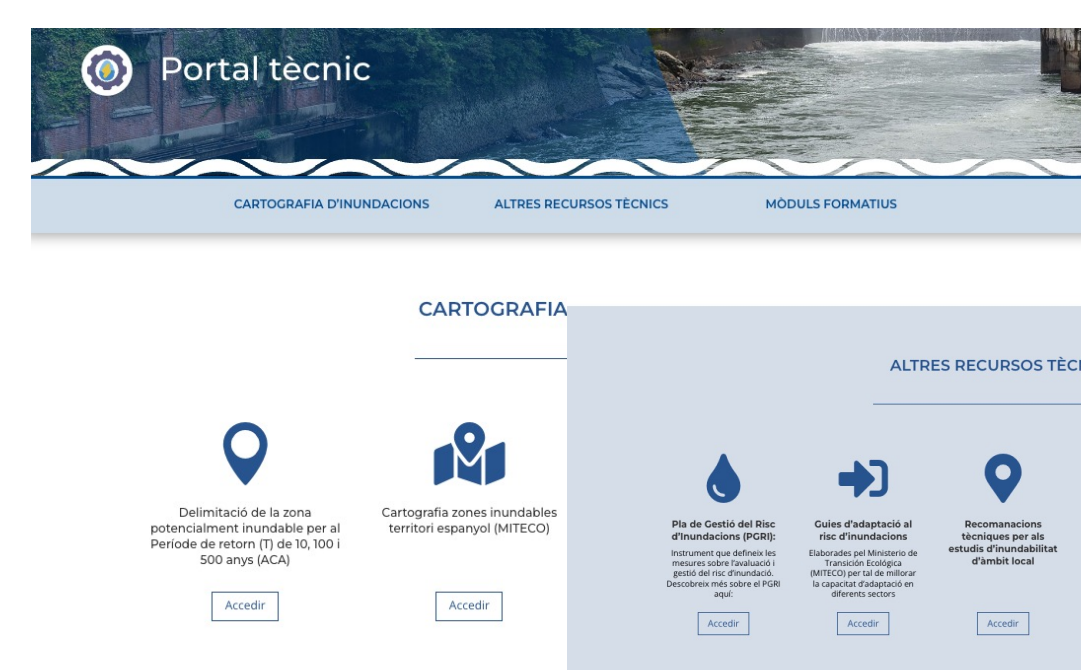 Portal tècnic
CARTOGRAFIA D'INUNDACIONS
ALTRES RECURSOS TÈCNICS
MÒDULS FORMATIUS
CARTOGRAFIA
Delimitació de la zona
potencialment inundable per al
Període de retorn (T) de 10, 100 i
500 anys (ACA)
Accedir
Cartografia zones inundables
territori espanyol (MITECO)
Accedir
ALTRES RECURSOS TÈC
Pla de Gestió del Risc
d'Inundacions (PGRI):
Instrument que defineix les
mesures sobre l'avaluació i
gestió del risc d'inundació.
Descobreix més sobre el PGRI
aquí:
Accedir
Guies d'adaptació al
risc d'inundacions
Elaborades pel Ministerio de
Transición Ecológica
(MITECO) per tal de millorar
la capacitat d'adaptació en
diferents sectors
Accedir
Recomanacions
tècniques per als
estudis d'inundabilitat
d'àmbit local
Accedir